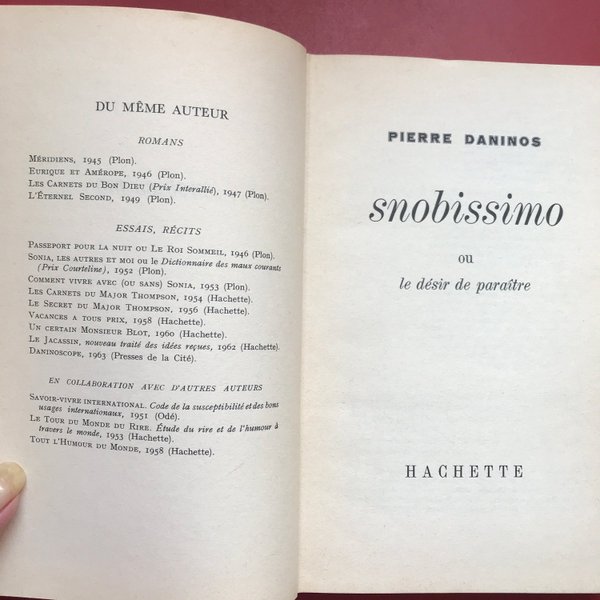 DU MÊME AUTEUR
ROMANS
MÉRIDIENS, 1945 (Plon).
EURIQUE ET AMÉROPE, 1946 (Plon).
LES CARNETS DU BON DIEU (Prix Interallié), 1947 (Plon).
L'ÉTERNEL SECOND, 1949 (Plon).
ESSAIS, RÉCITS
PASSEPORT POUR LA NUIT OU LE ROI SOMMEIL, 1946 (Plon).
SONIA, LES AUTRES ET MOI ou le Dictionnaire des maux courants
(Prix Courteline), 1952 (Plon).
COMMENT VIVRE AVEC (OU SANS) SONIA, 1953 (Plon).
LES CARNETS DU MAJOR THOMPSON, 1954 (Hachette).
LE SECRET DU MAJOR THOMPSON, 1956 (Hachette).
VACANCES A TOUS PRIX, 1958 (Hachette).
UN CERTAIN MONSIEUR BLOT, 1960 (Hachette).
LE JACASSIN, nouveau traité des idées reçues, 1962 (Hachette).
DANINOSCOPE, 1963 (Presses de la Cité).
EN COLLABORATION AVEC D'AUTRES AUTEURS
SAVOIR-VIVRE INTERNATIONAL. Code de la susceptibilité et des bons
usages internationaux, 1951 (Odé).
LE TOUR DU MONDE DU RIRE. Étude du rire et de l'humour à
travers le monde, 1953 (Hachette).
TOUT L'HUMOUR DU MONDE, 1958 (Hachette).
PIERRE DANINOS
snobissimo
ou
le désir de paraître
HACHETTE